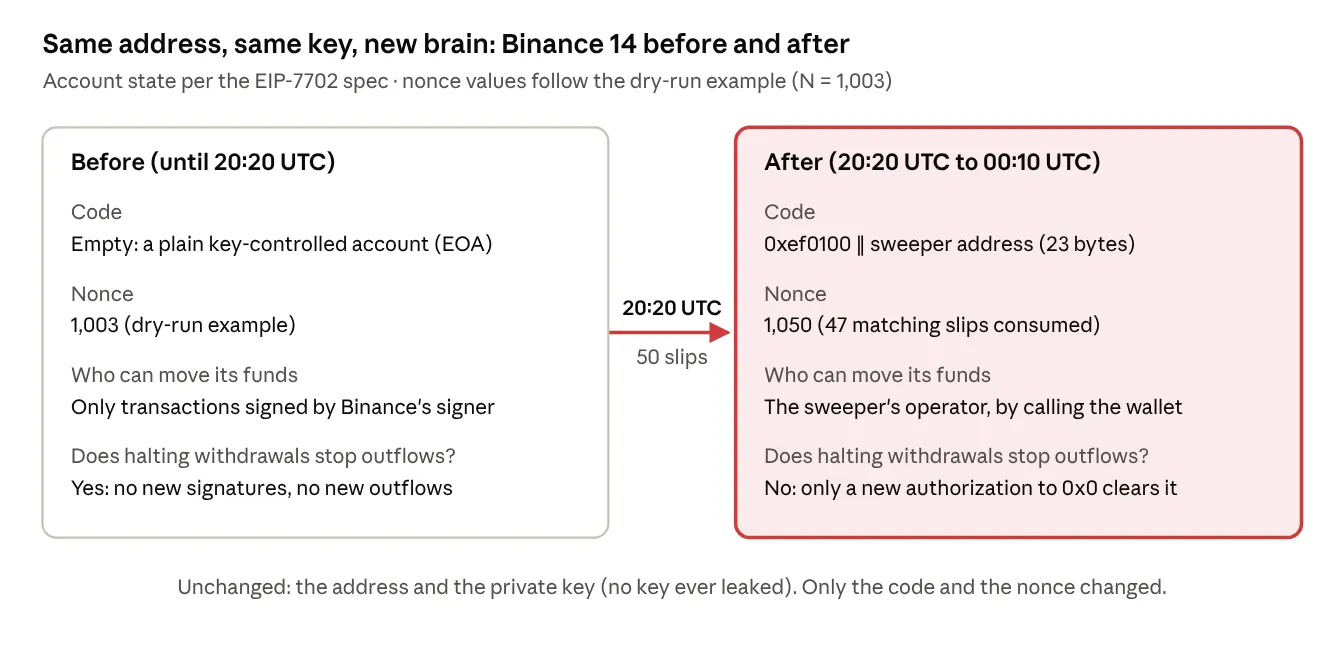 Same address, same key, new brain: Binance 14 before and after
Account state per the EIP-7702 spec · nonce values follow the dry-run example (N = 1,003)
Before (until 20:20 UTC)
Code
Empty: a plain key-controlled account (EOA)
Nonce
1,003 (dry-run example)
Who can move its funds
Only transactions signed by Binance's signer
Does halting withdrawals stop outflows?
Yes: no new signatures, no new outflows
20:20 UTC
50 slips
After (20:20 UTC to 00:10 UTC)
Code
0xef0100 ‖ sweeper address (23 bytes)
Nonce
1,050 (47 matching slips consumed)
Who can move its funds
The sweeper's operator, by calling the wallet
Does halting withdrawals stop outflows?
No: only a new authorization to 0x0 clears it
Unchanged: the address and the private key (no key ever leaked). Only the code and the nonce changed.